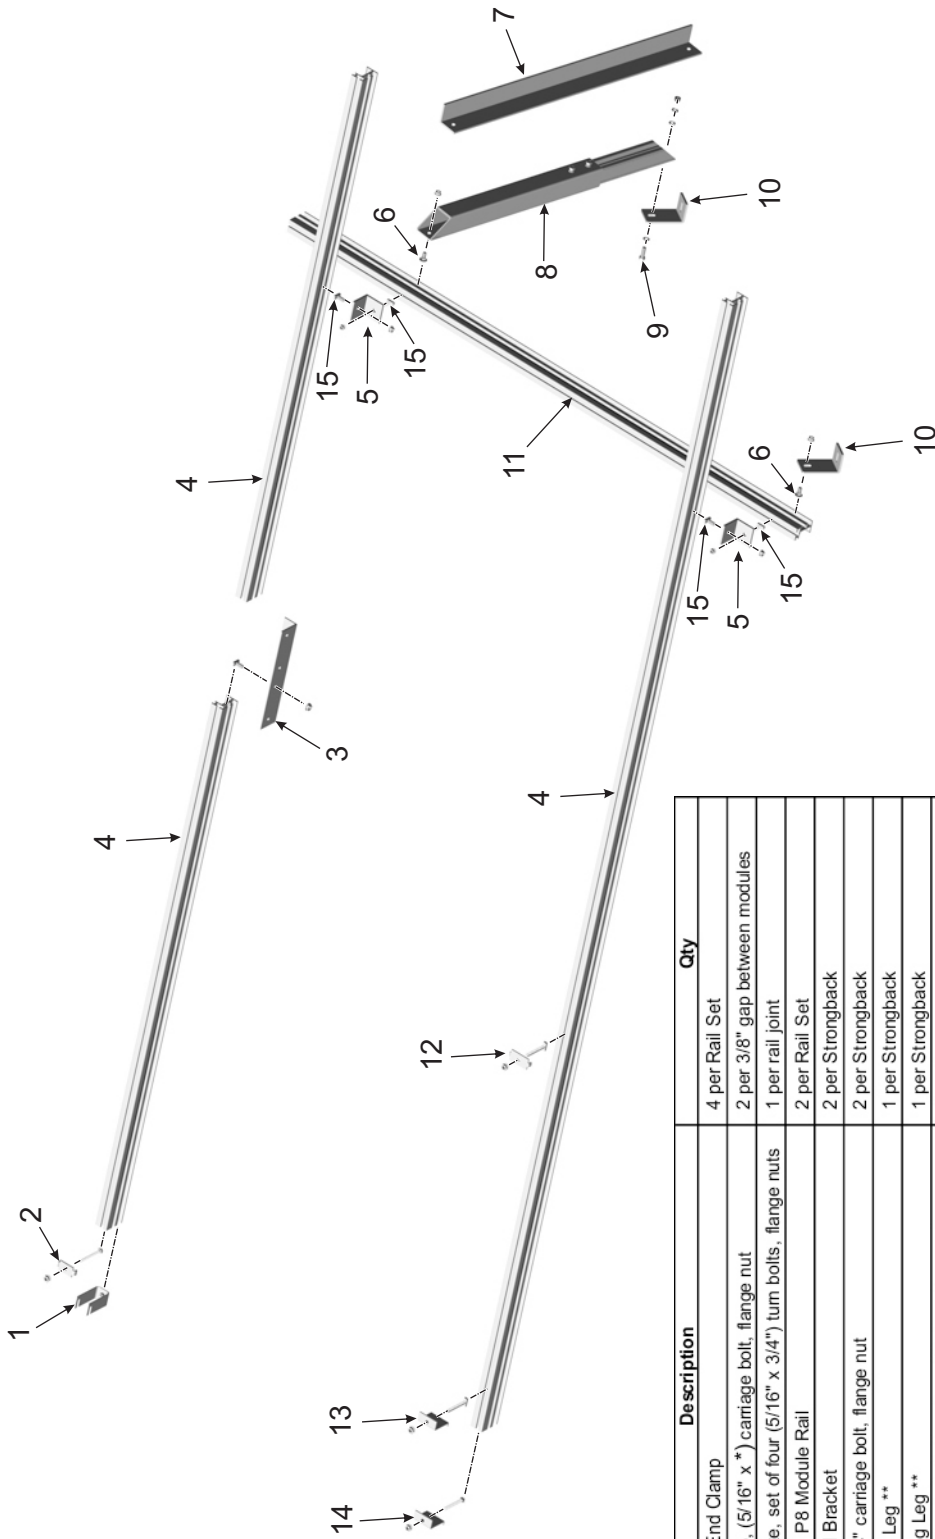 1
2
4
4
15
3
13
14
5
6
15
12
7
11
4
8
9
15
5
6
10
15
10
Description Qty
End Clamp 4 per Rail Set
, (5/16" x *) carriage bolt, flange nut 2 per 3/8" gap between modules
e, set of four (5/16" x 3/4") turn bolts, flange nuts 1 per rail joint
P8 Module Rail 2 per Rail Set
Bracket 2 per Strongback
" carriage bolt, flange nut 2 per Strongback
Leg ** 1 per Strongback
g Leg ** 1 per Strongback